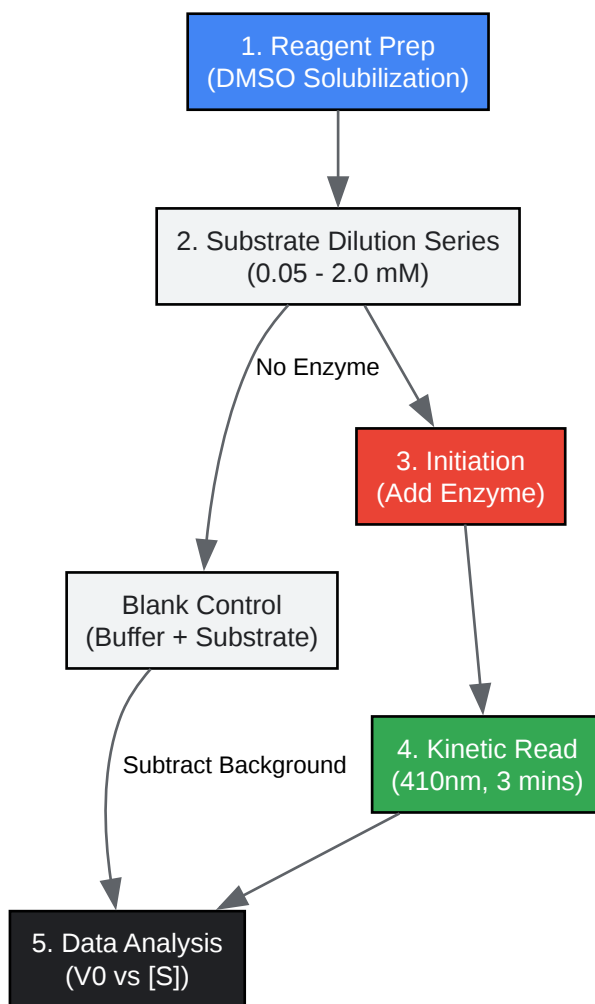 1. Reagent Prep
(DMSO Solubilization)
2. Substrate Dilution Series
(0.05 - 2.0 mM)
No Enzyme
3. Initiation
(Add Enzyme)
Blank Control
(Buffer + Substrate)
4. Kinetic Read
(410nm, 3 mins)
Subtract Background
5. Data Analysis
(V0 vs [S])